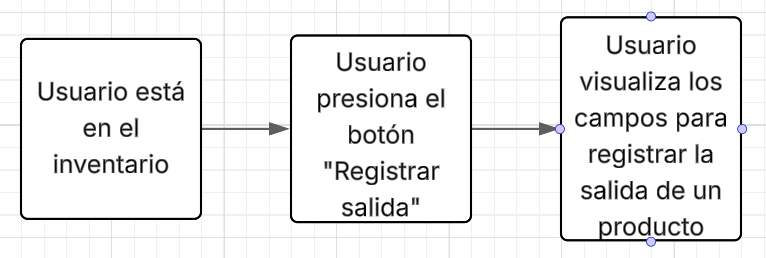 Usuario está
en el
inventario
Usuario
presiona el
botón
"Registrar
salida"
Usuario
visualiza los
campos para
registrar la
salida de un
producto